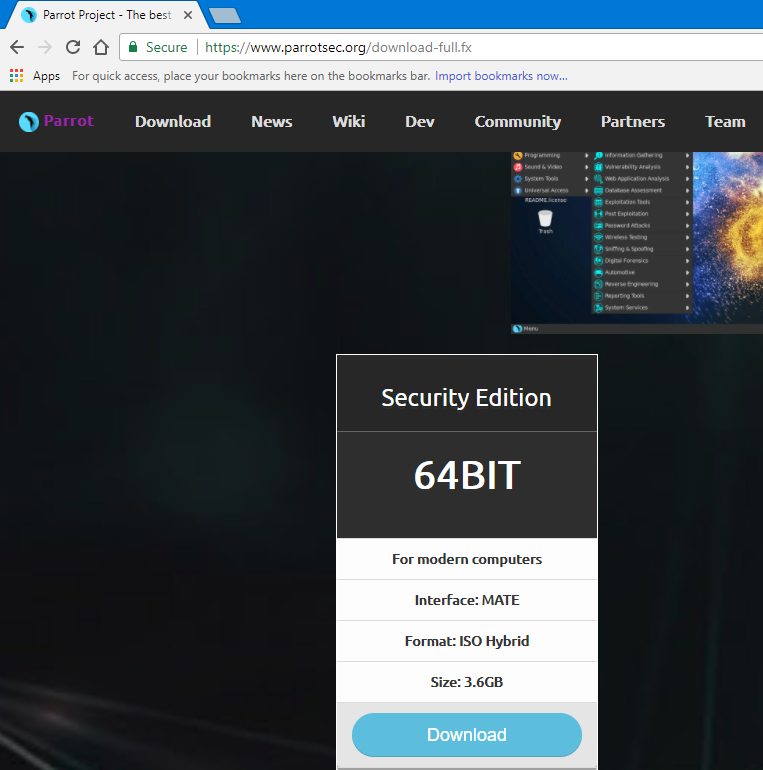 Parrot Project - The best
Secure https://www.parrotsec.org/download-full.fx
Apps For quick access, place your bookmarks here on the bookmarks bar. Import bookmarks now...
Parrot Download News Wiki Dev Community Partners Team
Programming
Sound & Video
System Tools
Universal Access
README.license
Trash
Information Gathering
Vulnerability Analysis
Web Application Analysis
Database Assessment
Exploitation Tools
Post Exploitation
Password Attacks
Wireless Testing
Sniffing & Spoofing
Digital Forensics
Automotive
Reverse Engineering
Reporting Tools
System Services
Menu
Security Edition
64BIT
For modern computers
Interface: MATE
Format: ISO Hybrid
Size: 3.6GB
Download